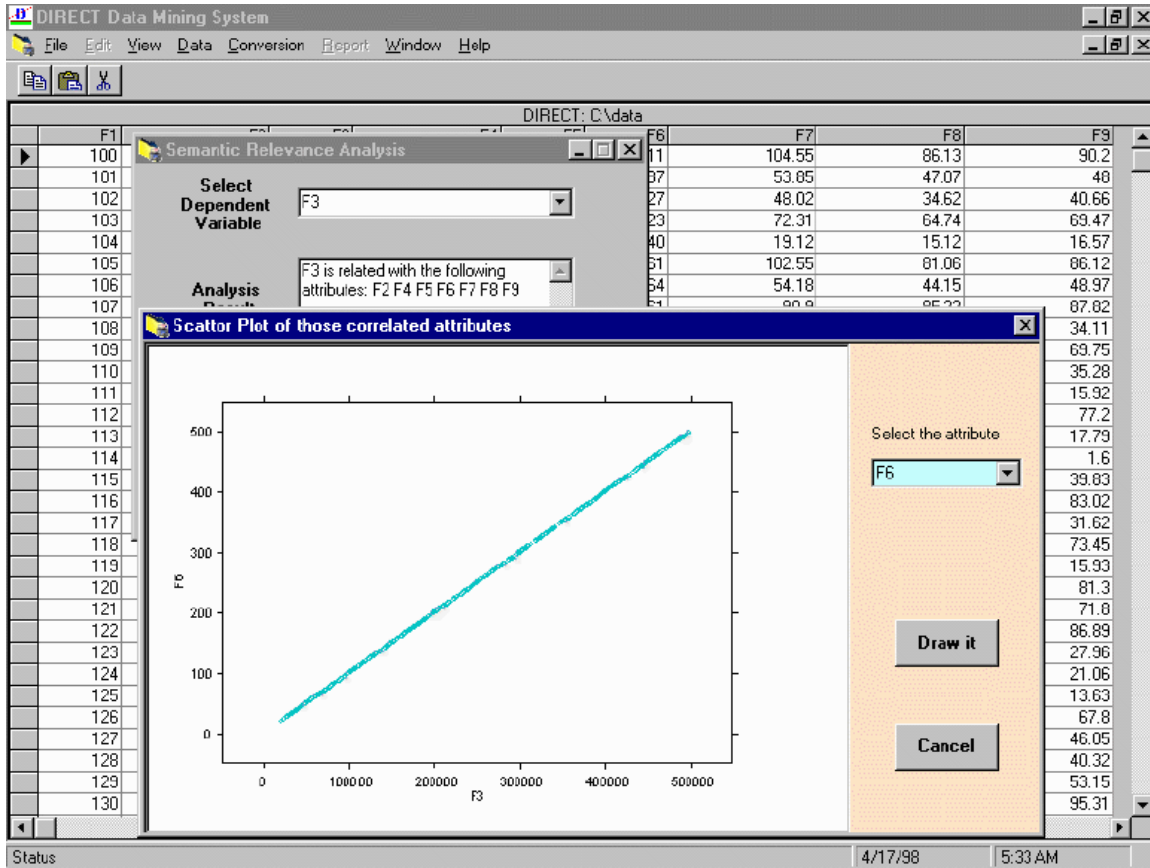 DIRECT Data Mining System
File Edit View Data Conversion Report Window Help
DIRECT: C:\data
F1 F6 F7 F8 F9
100 11 104.55 86.13 90.2
101 37 53.85 47.07 48
102 27 48.02 34.62 40.66
103 23 72.31 64.74 69.47
104 40 19.12 15.12 16.57
105 61 102.55 81.06 86.12
106 64 54.18 44.15 48.97
107 87.82
108 34.11
109 69.75
110 35.28
111 15.92
112 77.2
113 17.79
114 1.6
115 39.83
116 83.02
117 31.62
118 73.45
119 15.93
120 81.3
121 71.8
122 86.89
123 27.96
124 21.06
125 13.63
126 67.8
127 46.05
128 40.32
129 53.15
130 95.31
Semantic Relevance Analysis
Select
Dependent
Variable
F3
Analysis
F3 is related with the following
attributes: F2 F4 F5 F6 F7 F8 F9
Scattor Plot of those correlated attributes
500
400
300
200
100
0
F6
0 100000 200000 300000 400000 500000
F3
Select the attribute
F6
Draw it
Cancel
Status 4/17/98 5:33 AM